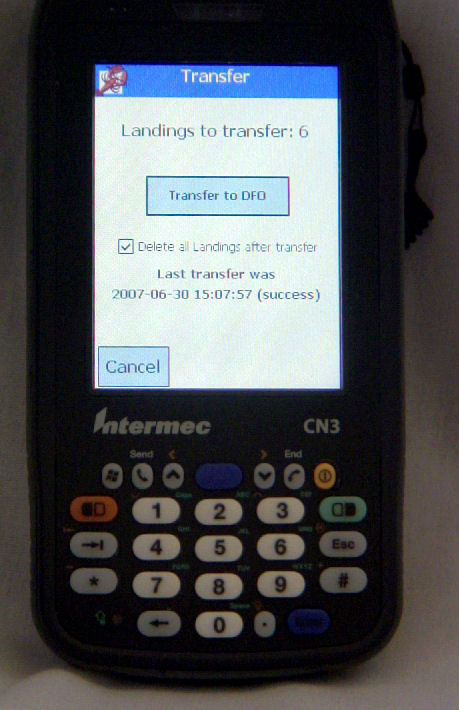 Transfer
Landings to transfer: 6
Transfer to DFO
Delete all Landings after transfer
Last transfer was
2007-06-30 15:07:57 (success)
Cancel
Intermec CN3
Send < > End
1 2 3
4 5 6 Esc
* 7 8 9 #
0 .